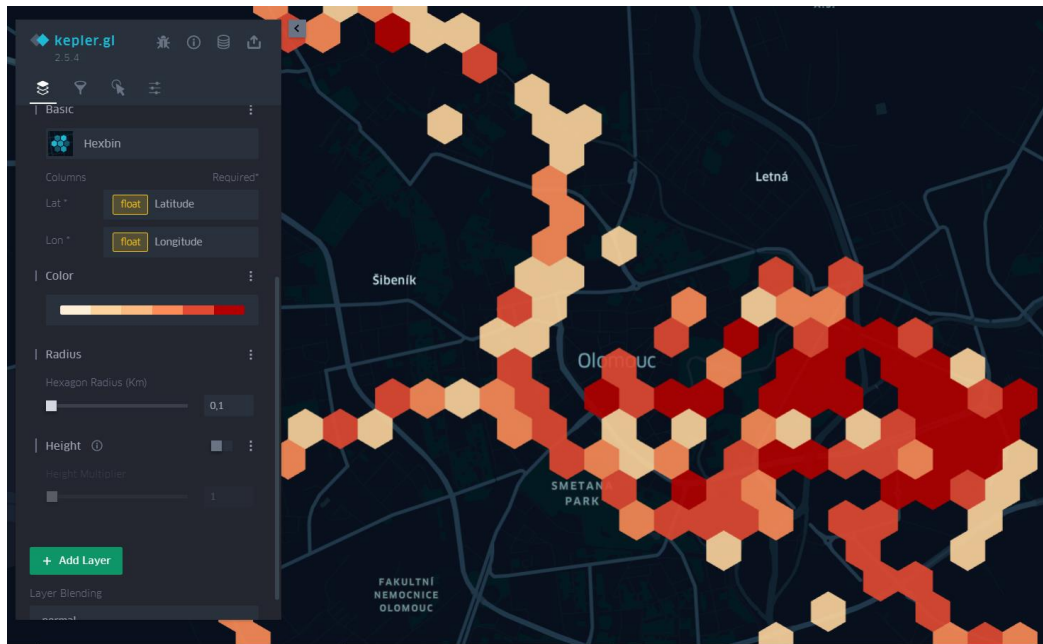 kepler.gl
2.5.4
Basic
Hexbin
Columns Required*
Lat * float Latitude
Lon * float Longitude
Color
Radius
Hexagon Radius (Km)
0,1
Height
Height Multiplier
1
+ Add Layer
Layer Blending
normal
Letná
Šibeník
Olomouc
SMETANA
PARK
FAKULTNÍ
NEMOCNICE
OLOMOUC